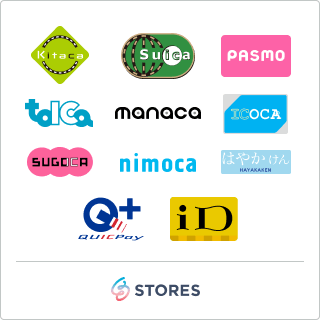 Kitaca
Suica
PASMO
TOICa
manaca
ICOCA
SUGOCA
nimoca
はやかけん
HAYAKAKEN
Q+
QUICPay
iD
STORES